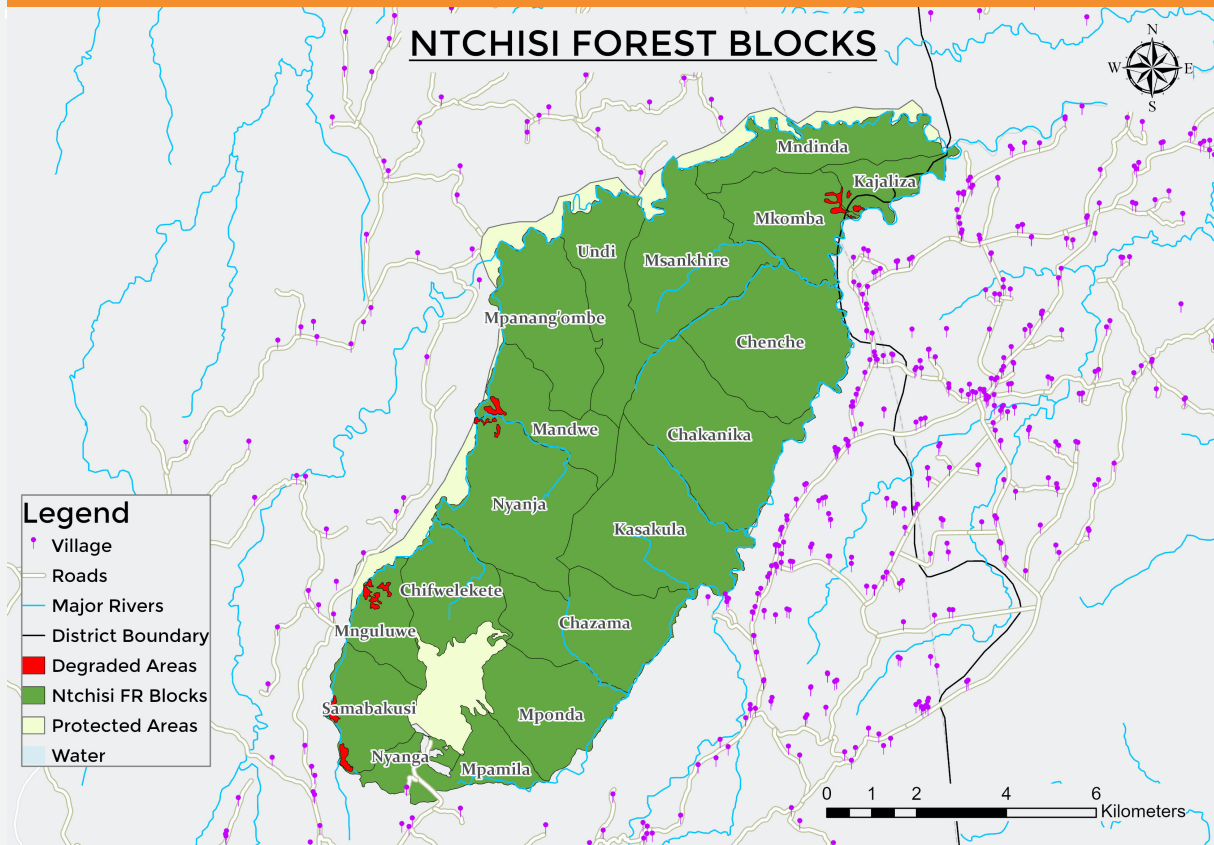 NTCHISI FOREST BLOCKS
N
W
E
S
Mndinda
Kajaliza
Mkomba
Undi
Msankhire
Mpanang'ombe
Chenche
Mandwe
Chakanika
Nyanja
Kasakula
Chifwelekete
Mnguluwe
Chazama
Samabakusi
Mponda
Nyanga
Mpamila
Legend
Village
Roads
Major Rivers
District Boundary
Degraded Areas
Ntchisi FR Blocks
Protected Areas
Water
0 1 2 4 6
Kilometers